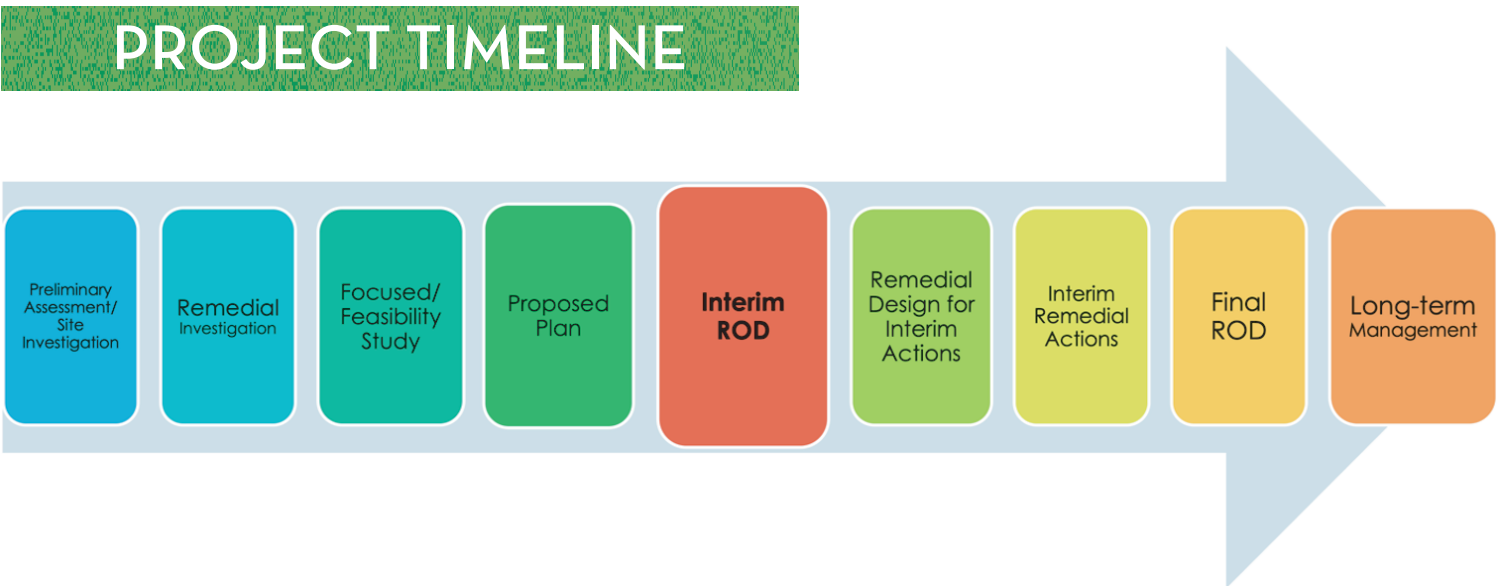 PROJECT TIMELINE
Preliminary
Assessment/
Site
Investigation
Remedial
Investigation
Focused/
Feasibility
Study
Proposed
Plan
Interim
ROD
Remedial
Design for
Interim
Actions
Interim
Remedial
Actions
Final
ROD
Long-term
Management